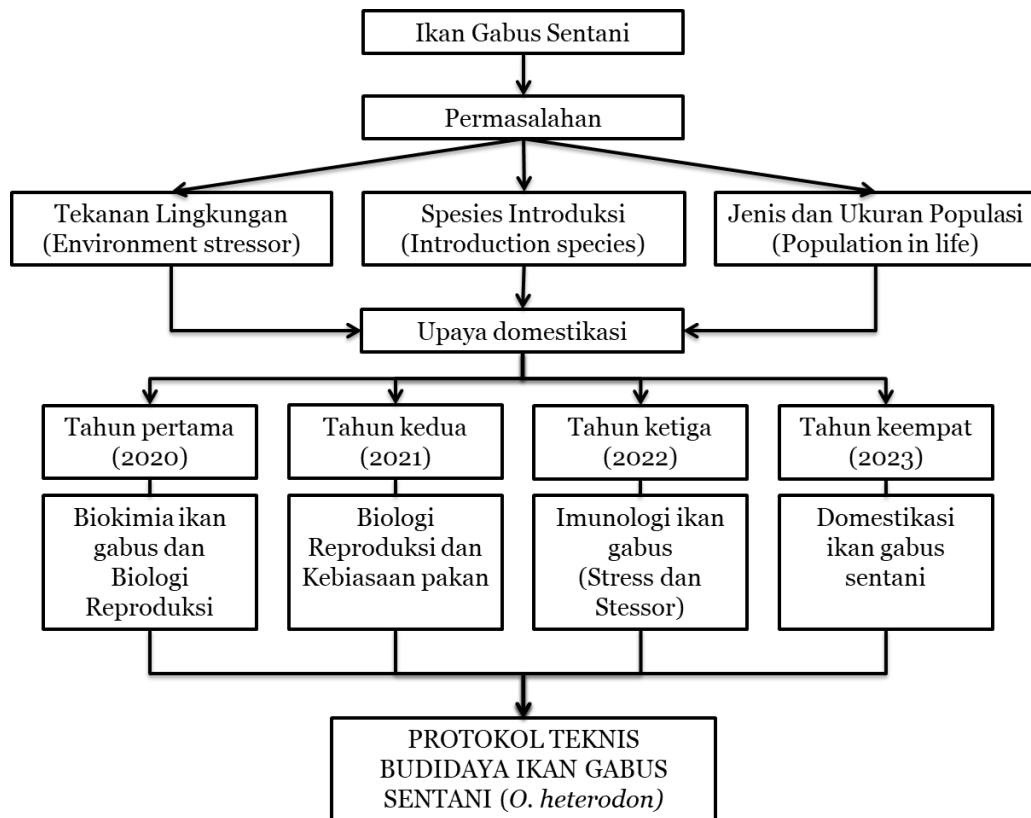 Ikan Gabus Sentani
Permasalahan
Tekanan Lingkungan
(Environment stressor)
Spesies Introduksi
(Introduction species)
Jenis dan Ukuran Populasi
(Population in life)
Upaya domestikasi
Tahun pertama
(2020)
Tahun kedua
(2021)
Tahun ketiga
(2022)
Tahun keempat
(2023)
Biokimia ikan
gabus dan
Biologi
Reproduksi
Biologi
Reproduksi dan
Kebiasaan pakan
Imunologi ikan
gabus
(Stress dan
Stessor)
Domestikasi
ikan gabus
sentani
PROTOKOL TEKNIS
BUDIDAYA IKAN GABUS
SENTANI (O. heterodon)